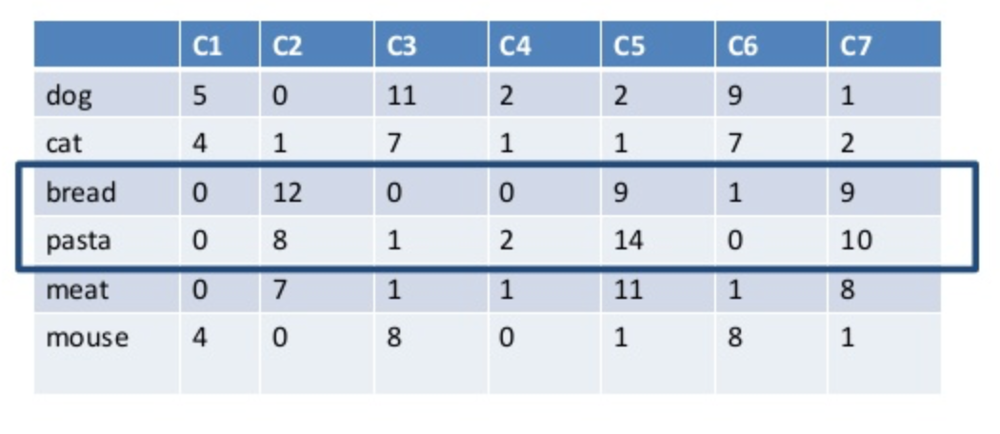 C1 C2 C3 C4 C5 C6 C7
dog 5 0 11 2 2 9 1
cat 4 1 7 1 1 7 2
bread 0 12 0 0 9 1 9
pasta 0 8 1 2 14 0 10
meat 0 7 1 1 11 1 8
mouse 4 0 8 0 1 8 1